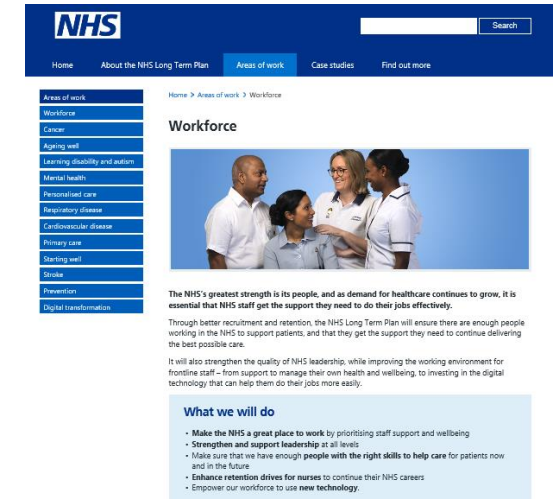 NHS
Search
Home About the NHS Long Term Plan Areas of work Case studies Find out more
Areas of work
Workforce
Cancer
Ageing well
Learning disability and autism
Mental health
Personalised care
Respiratory disease
Cardiovascular disease
Primary care
Starting well
Stroke
Prevention
Digital transformation
Home > Areas of work > Workforce
Workforce
The NHS's greatest strength is its people, and as demand for healthcare continues to grow, it is
essential that NHS staff get the support they need to do their jobs effectively.
Through better recruitment and retention, the NHS Long Term Plan will ensure there are enough people
working in the NHS to support patients, and that they get the support they need to continue delivering
the best possible care.
It will also strengthen the quality of NHS leadership, while improving the working environment for
frontline staff – from support to manage their own health and wellbeing, to investing in the digital
technology that can help them do their jobs more easily.
What we will do
• Make the NHS a great place to work by prioritising staff support and wellbeing
• Strengthen and support leadership at all levels
• Make sure that we have enough people with the right skills to help care for patients now
and in the future
• Enhance retention drives for nurses to continue their NHS careers
• Empower our workforce to use new technology.